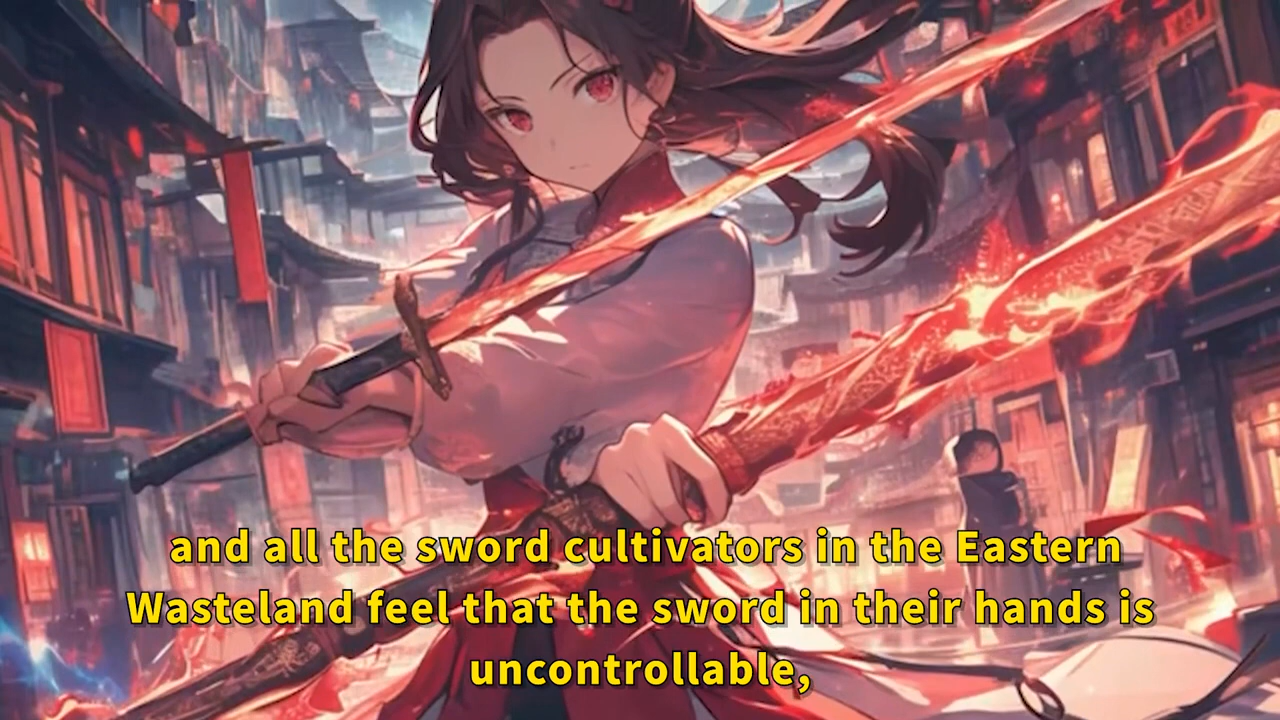 and all the sword cultivators in the Eastern
Wasteland feel that the sword in their hands is
uncontrollable,